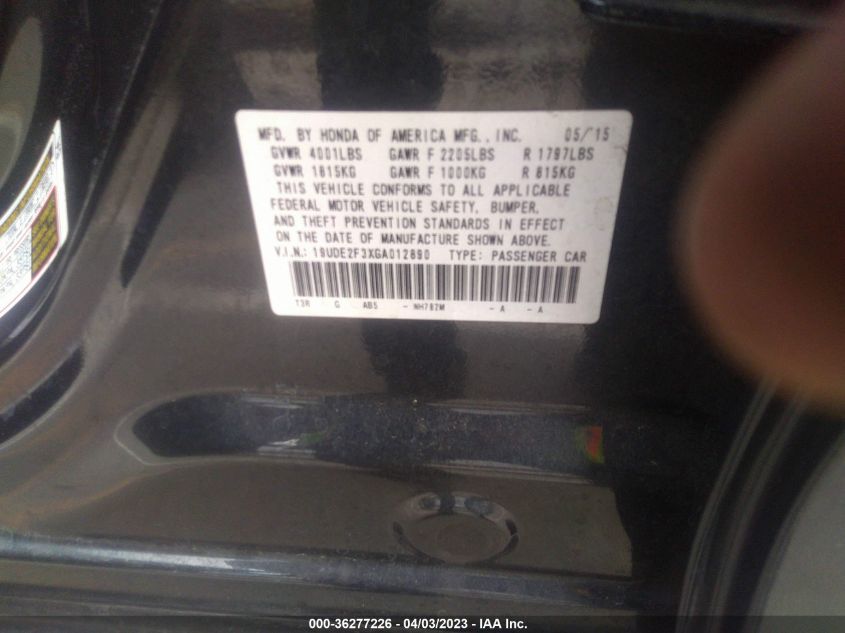 MFD. BY HONDA OF AMERICA MFG., INC. 05/'15
GVWR 4001LBS GAWR F 2205LBS R 1797LBS
GVWR 1815KG GAWR F 1000KG R 815KG
THIS VEHICLE CONFORMS TO ALL APPLICABLE
FEDERAL MOTOR VEHICLE SAFETY, BUMPER,
AND THEFT PREVENTION STANDARDS IN EFFECT
ON THE DATE OF MANUFACTURE SHOWN ABOVE.
V.I.N.: 19UDE2F3XGA012890 TYPE: PASSENGER CAR
T3R G AB5 - NH782M - A - A
000-36277226 - 04/03/2023 - IAA Inc.